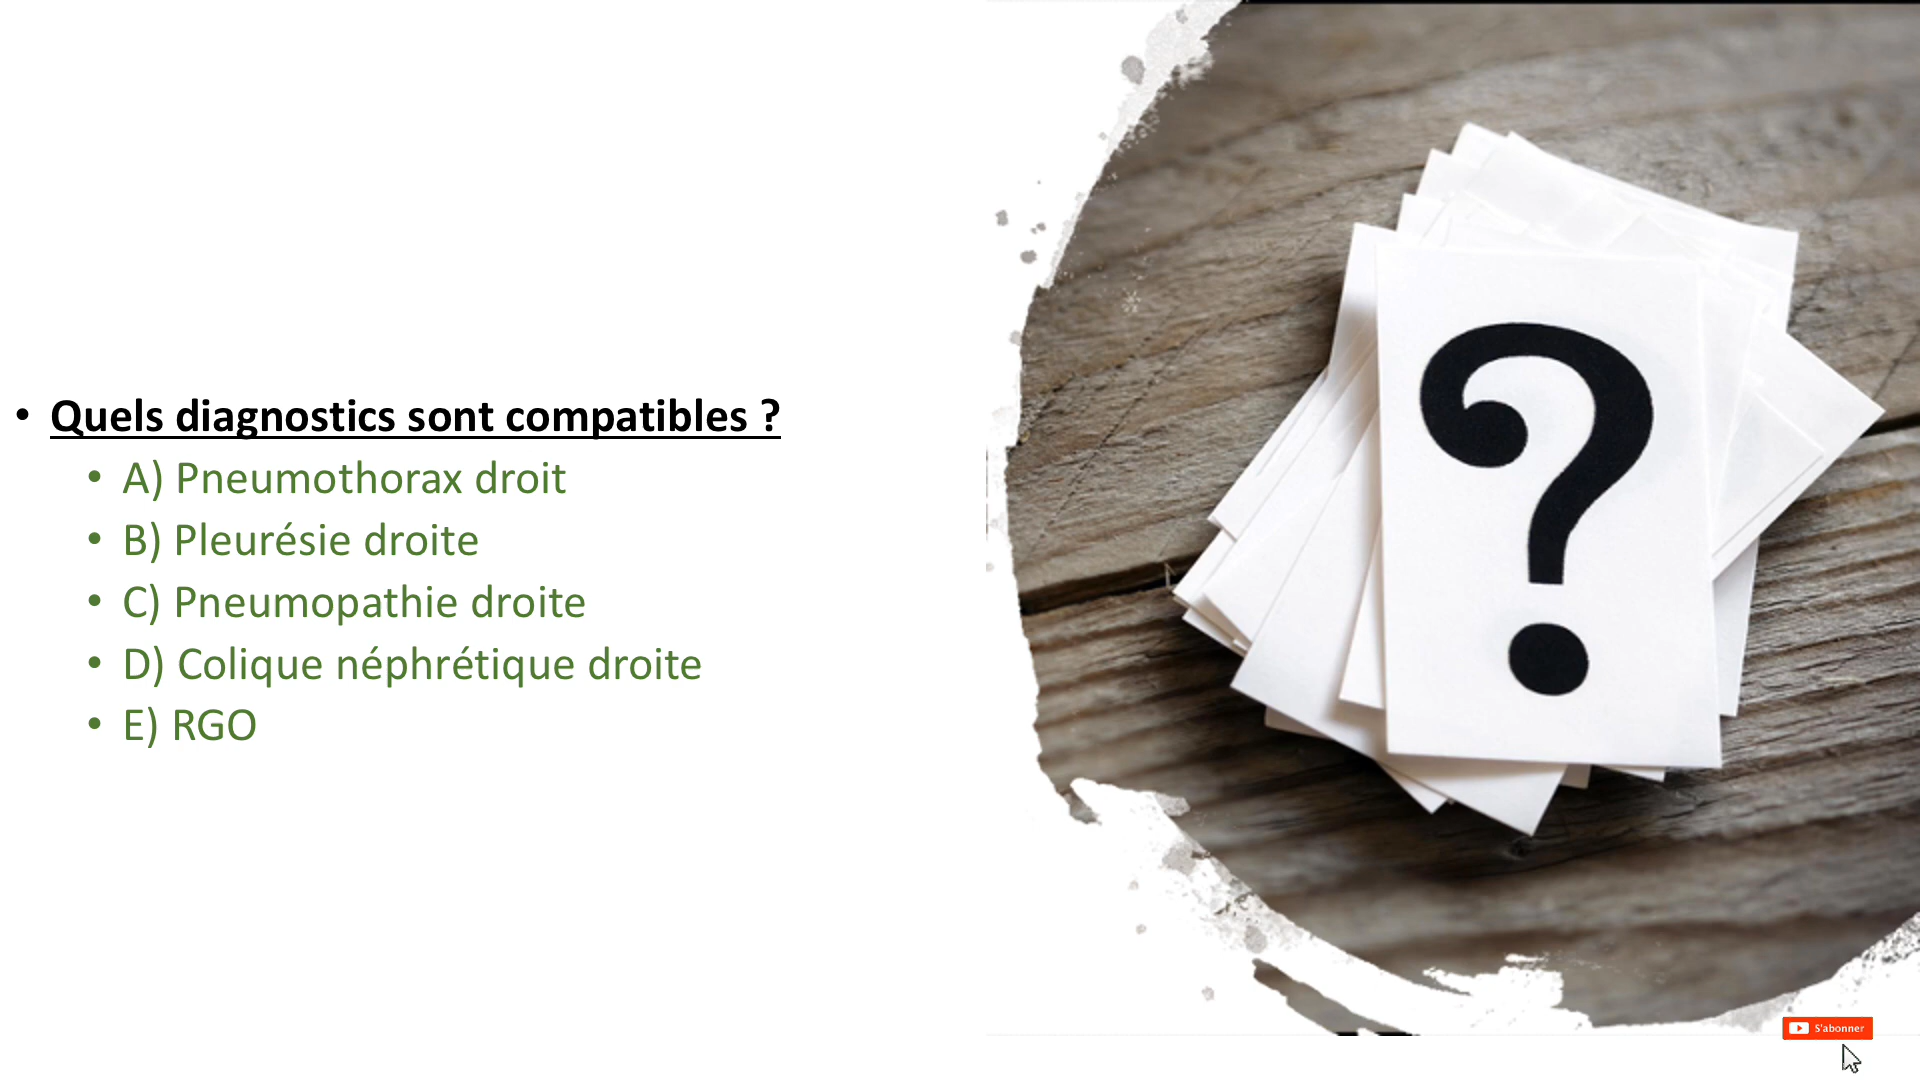 • Quels diagnostics sont compatibles ?
• A) Pneumothorax droit
• B) Pleurésie droite
• C) Pneumopathie droite
• D) Colique néphrétique droite
• E) RGO
?
S'abonner